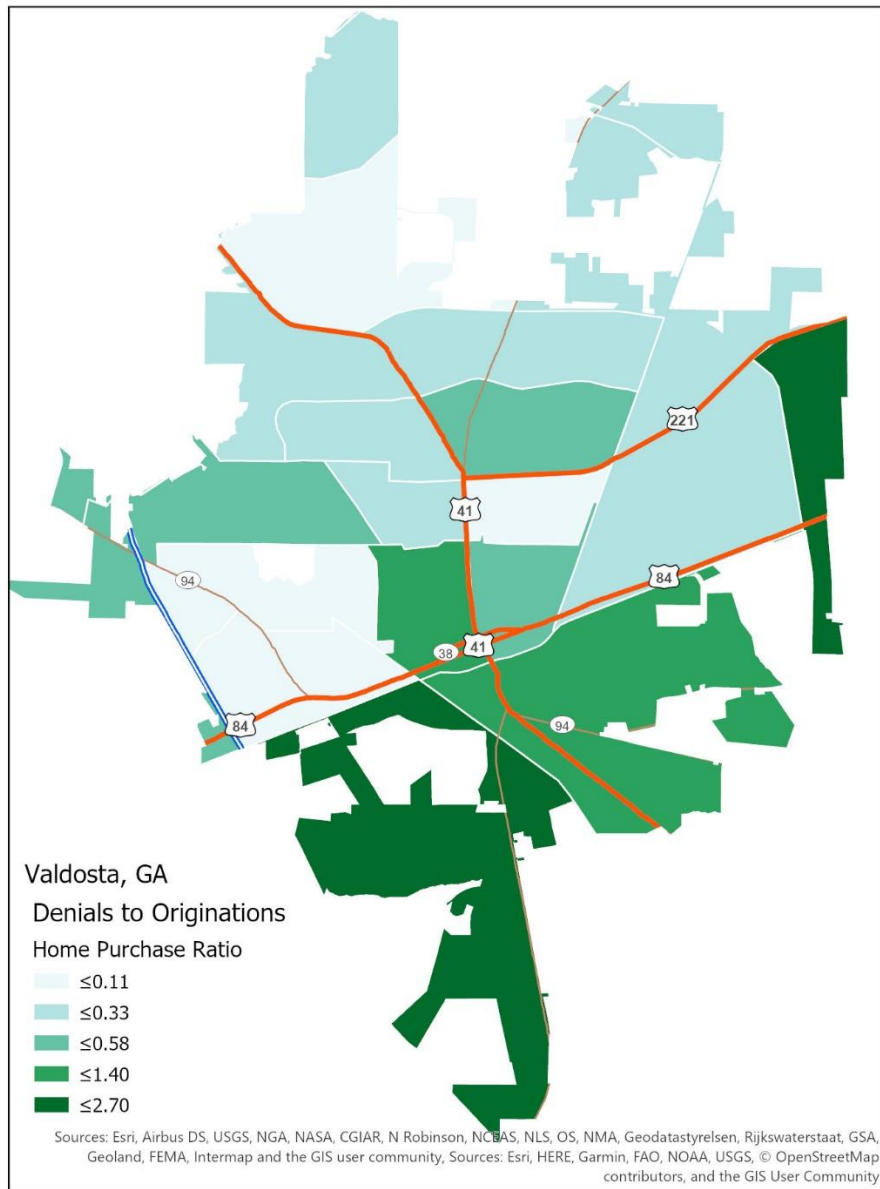 221
41
94
84
38
41
94
84
Valdosta, GA
Denials to Originations
Home Purchase Ratio
≤0.11
≤0.33
≤0.58
≤1.40
≤2.70
Sources: Esri, Airbus DS, USGS, NGA, NASA, CGIAR, N Robinson, NCEAS, NLS, OS, NMA, Geodatastyrelsen, Rijkswaterstaat, GSA,
Geoland, FEMA, Intermap and the GIS user community, Sources: Esri, HERE, Garmin, FAO, NOAA, USGS, © OpenStreetMap
contributors, and the GIS User Community